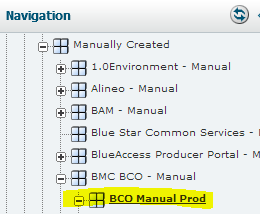 Navigation
Manually Created
1.0Environment - Manual
Alineo - Manual
BAM - Manual
Blue Star Common Services -
BlueAccess Producer Portal - Ma
BMC BCO - Manual
BCO Manual Prod